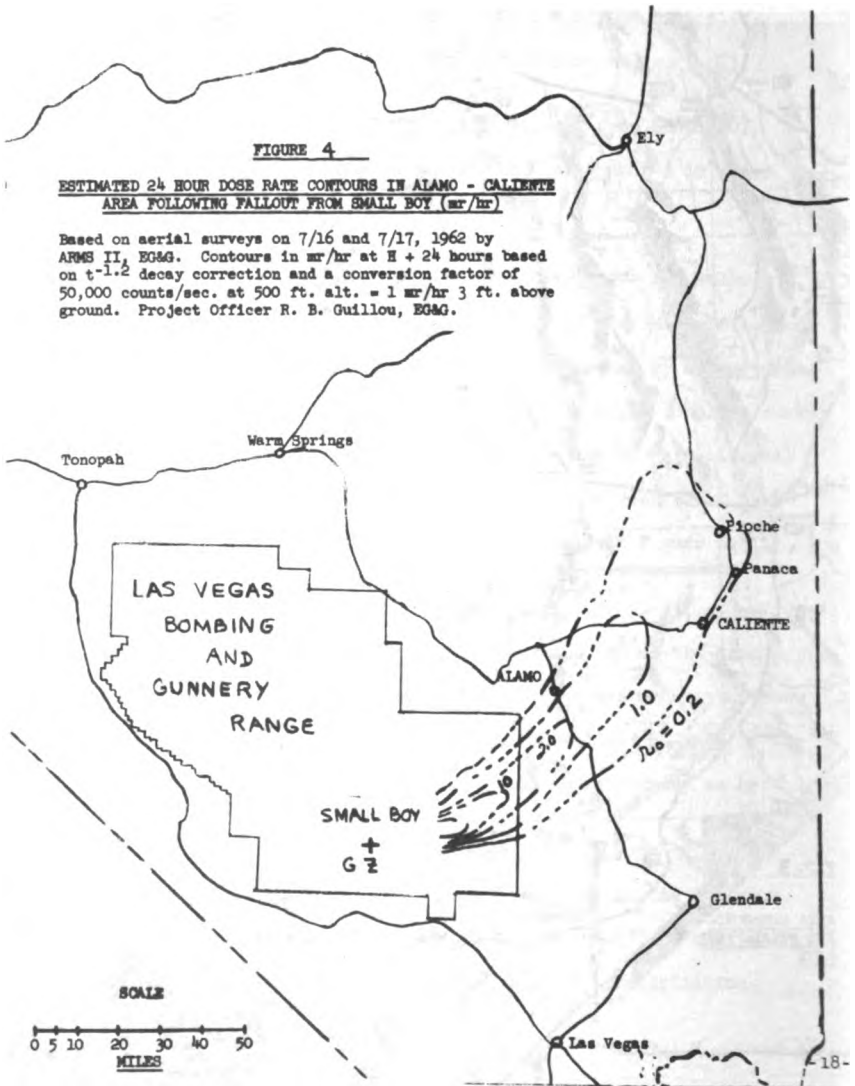 FIGURE 4
ESTIMATED 24 HOUR DOSE RATE CONTOURS IN ALAMO - CALIENTE
AREA FOLLOWING FALLOUT FROM SMALL BOY (mr/hr)
Based on aerial surveys on 7/16 and 7/17, 1962 by
ARMS II, EG&G. Contours in mr/hr at H + 24 hours based
on t-1.2 decay correction and a conversion factor of
50,000 counts/sec. at 500 ft. alt. = 1 mr/hr 3 ft. above
ground. Project Officer R. B. Guillou, EG&G.
Ely
Warm Springs
Tonopah
Pioche
Panaca
CALIENTE
LAS VEGAS
BOMBING
AND
GUNNERY
RANGE
ALAMO
1.0
= 0.2
10
SMALL BOY
+
G Z
Glendale
SCALE
0 5 10 20 30 40 50
MILES
Las Vegas
-18-